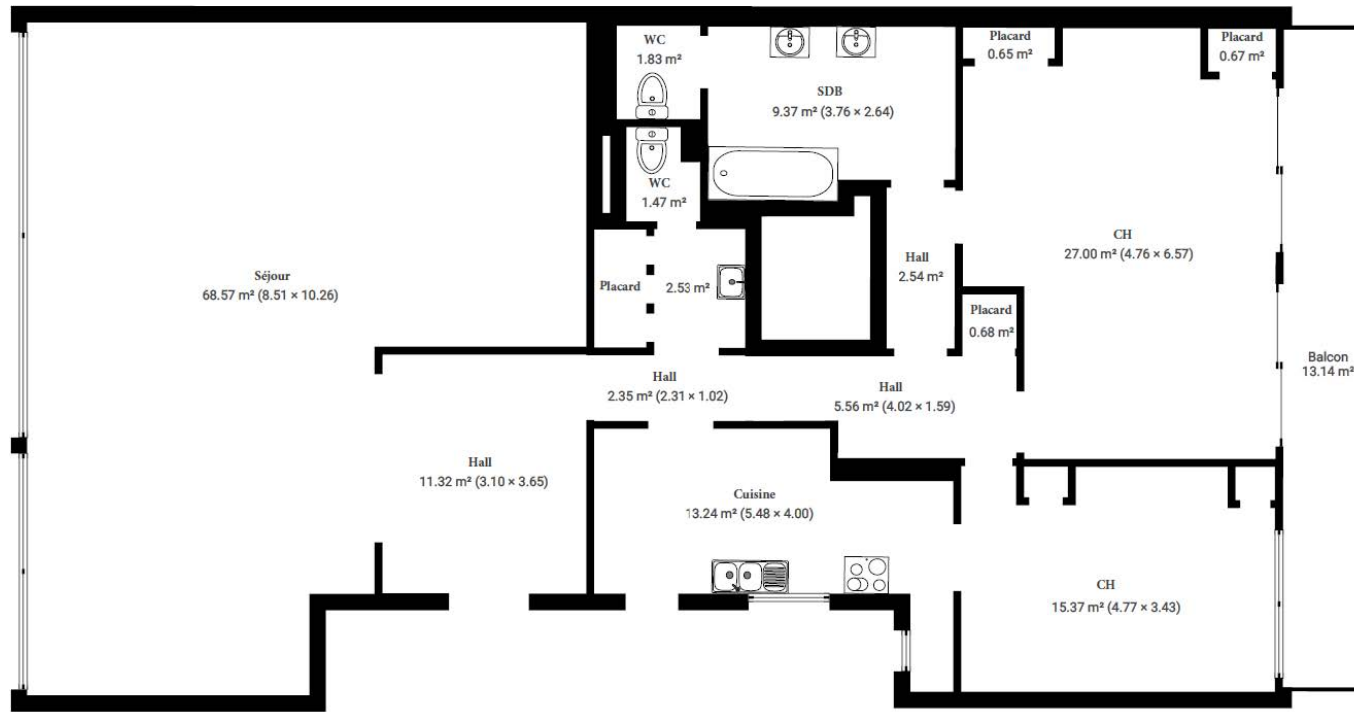 WC
1.83 m²
SDB
9.37 m² (3.76 × 2.64)
Placard
0.65 m²
Placard
0.67 m²
WC
1.47 m²
Séjour
68.57 m² (8.51 × 10.26)
Placard
2.53 m²
Hall
2.54 m²
CH
27.00 m² (4.76 × 6.57)
Placard
0.68 m²
Balcon
13.14 m²
Hall
2.35 m² (2.31 × 1.02)
Hall
5.56 m² (4.02 × 1.59)
Hall
11.32 m² (3.10 × 3.65)
Cuisine
13.24 m² (5.48 × 4.00)
CH
15.37 m² (4.77 × 3.43)